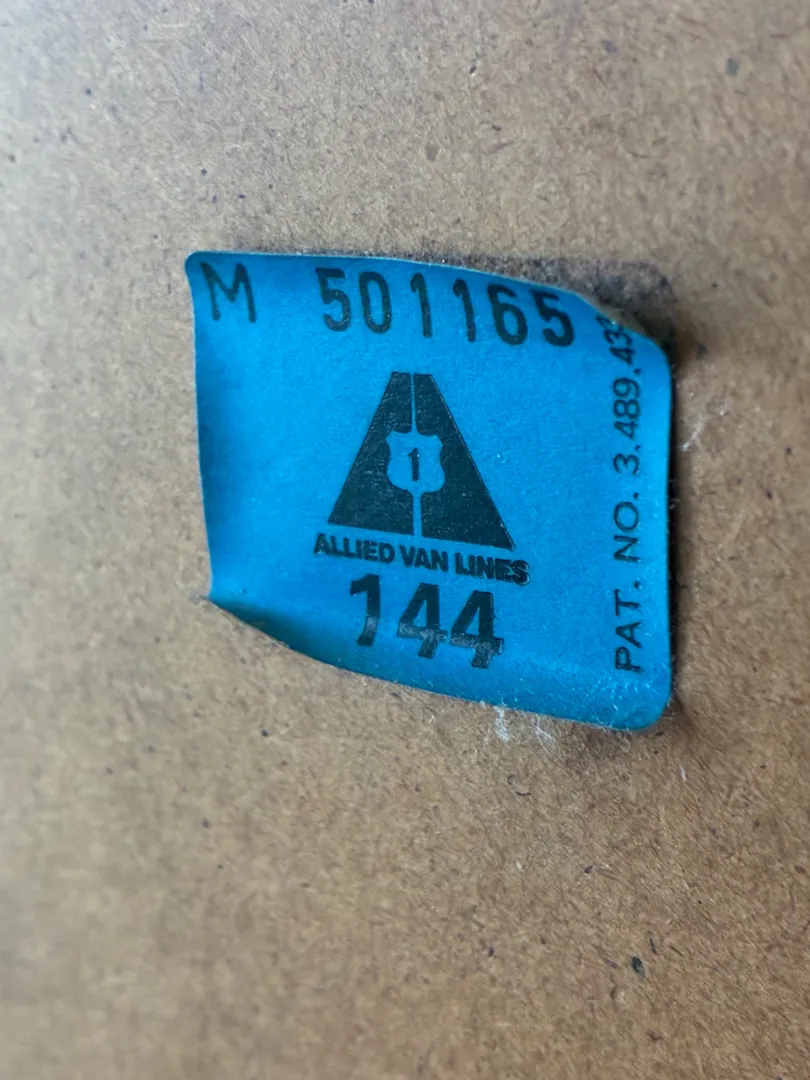 M 501165
1
ALLIED VAN LINES
144
PAT. NO. 3.489.43